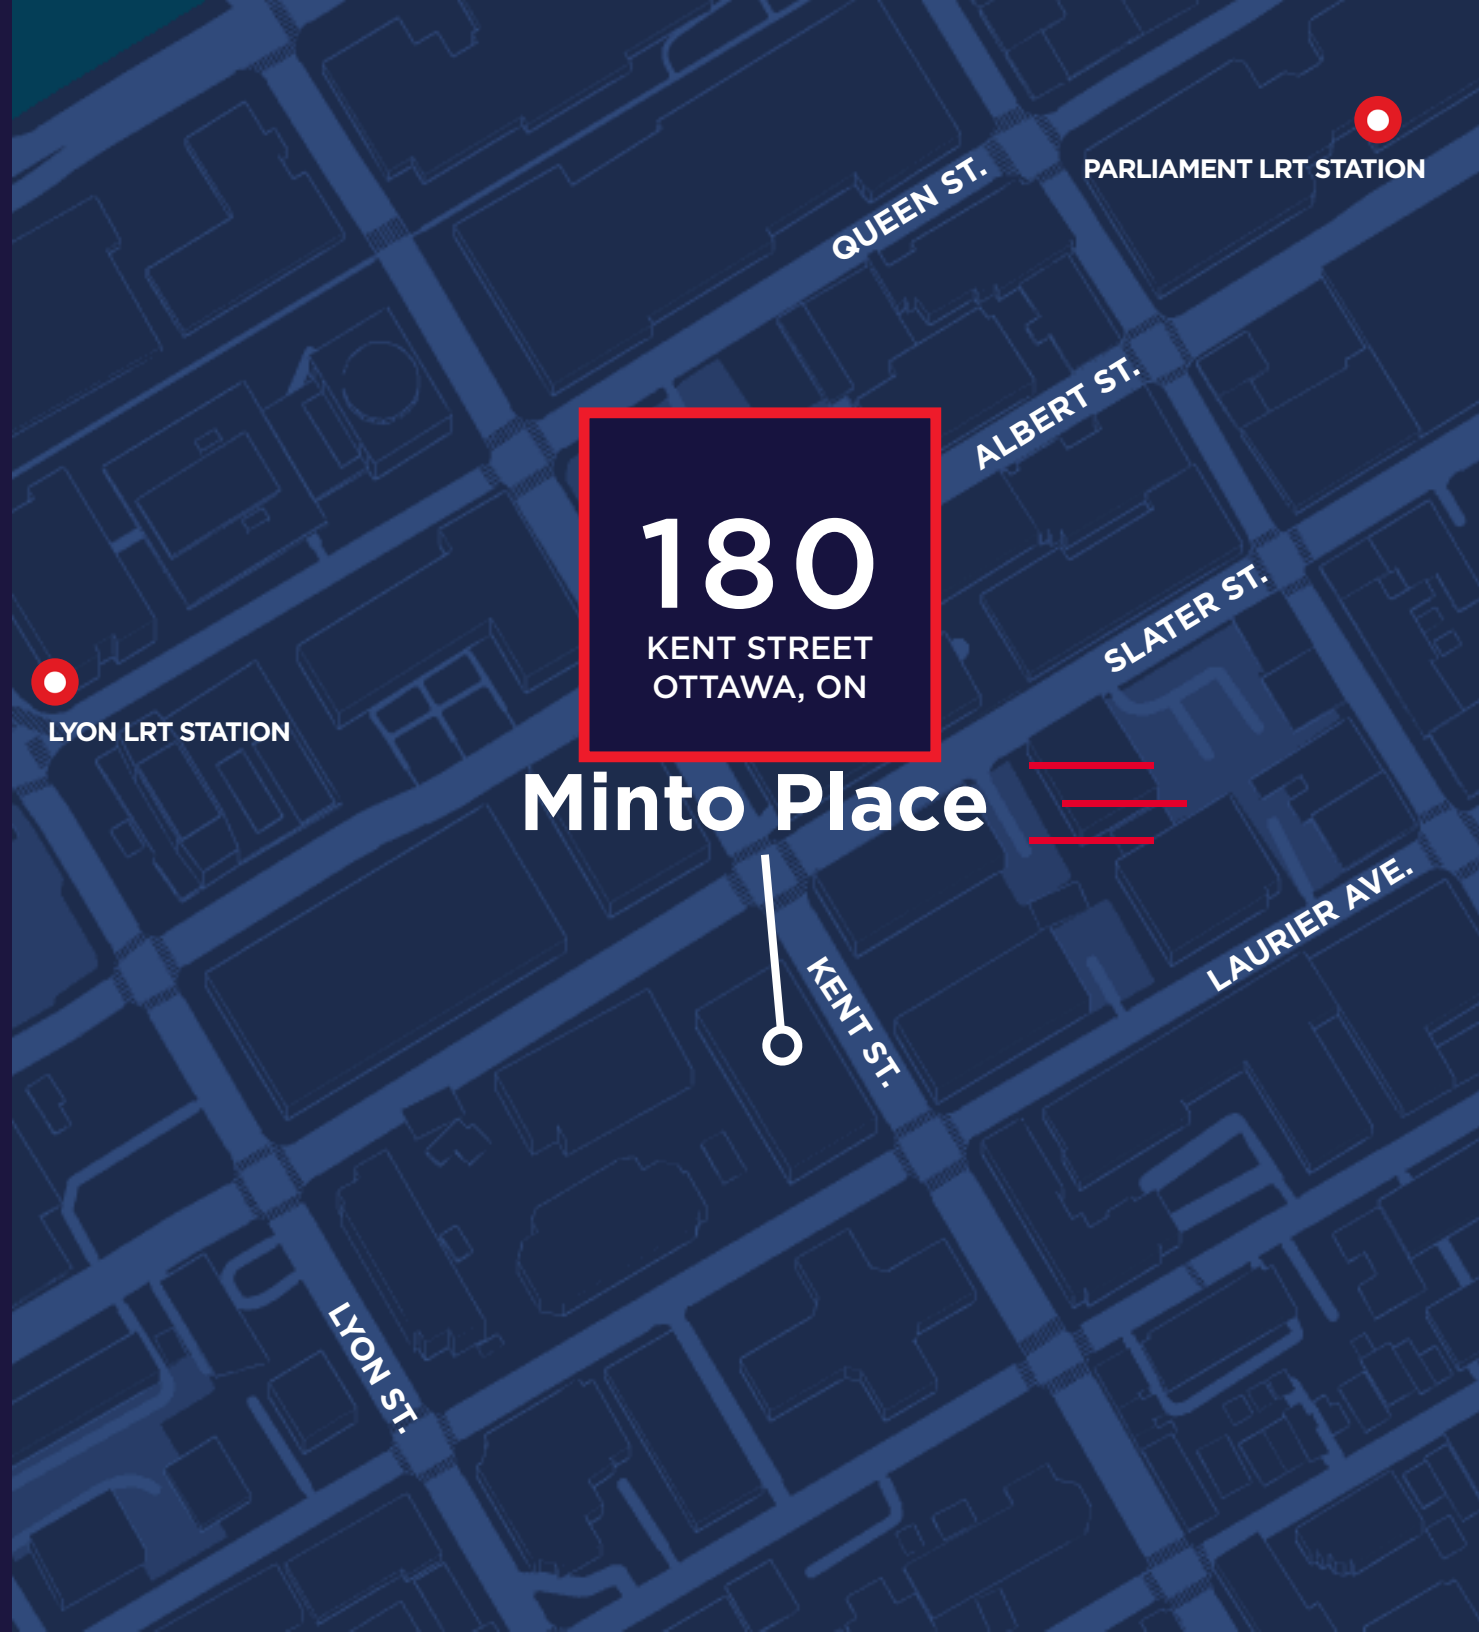 PARLIAMENT LRT STATION
QUEEN ST.
ALBERT ST.
180
KENT STREET
OTTAWA, ON
SLATER ST.
LYON LRT STATION
Minto Place
LAURIER AVE.
KENT ST.
LYON ST.